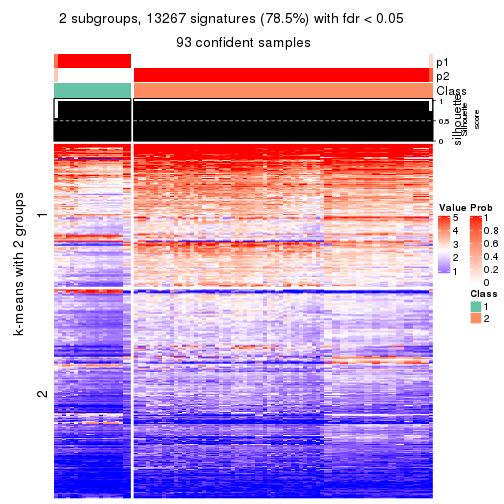 2 subgroups, 13267 signatures (78.5%) with fdr < 0.05
93 confident samples
p1
p2
Class
1
0.5
0
silhouette
Silhouette
score
k-means with 2 groups
1
2
Value
5
4
3
2
1
Prob
1
0.8
0.6
0.4
0.2
0
Class
1
2